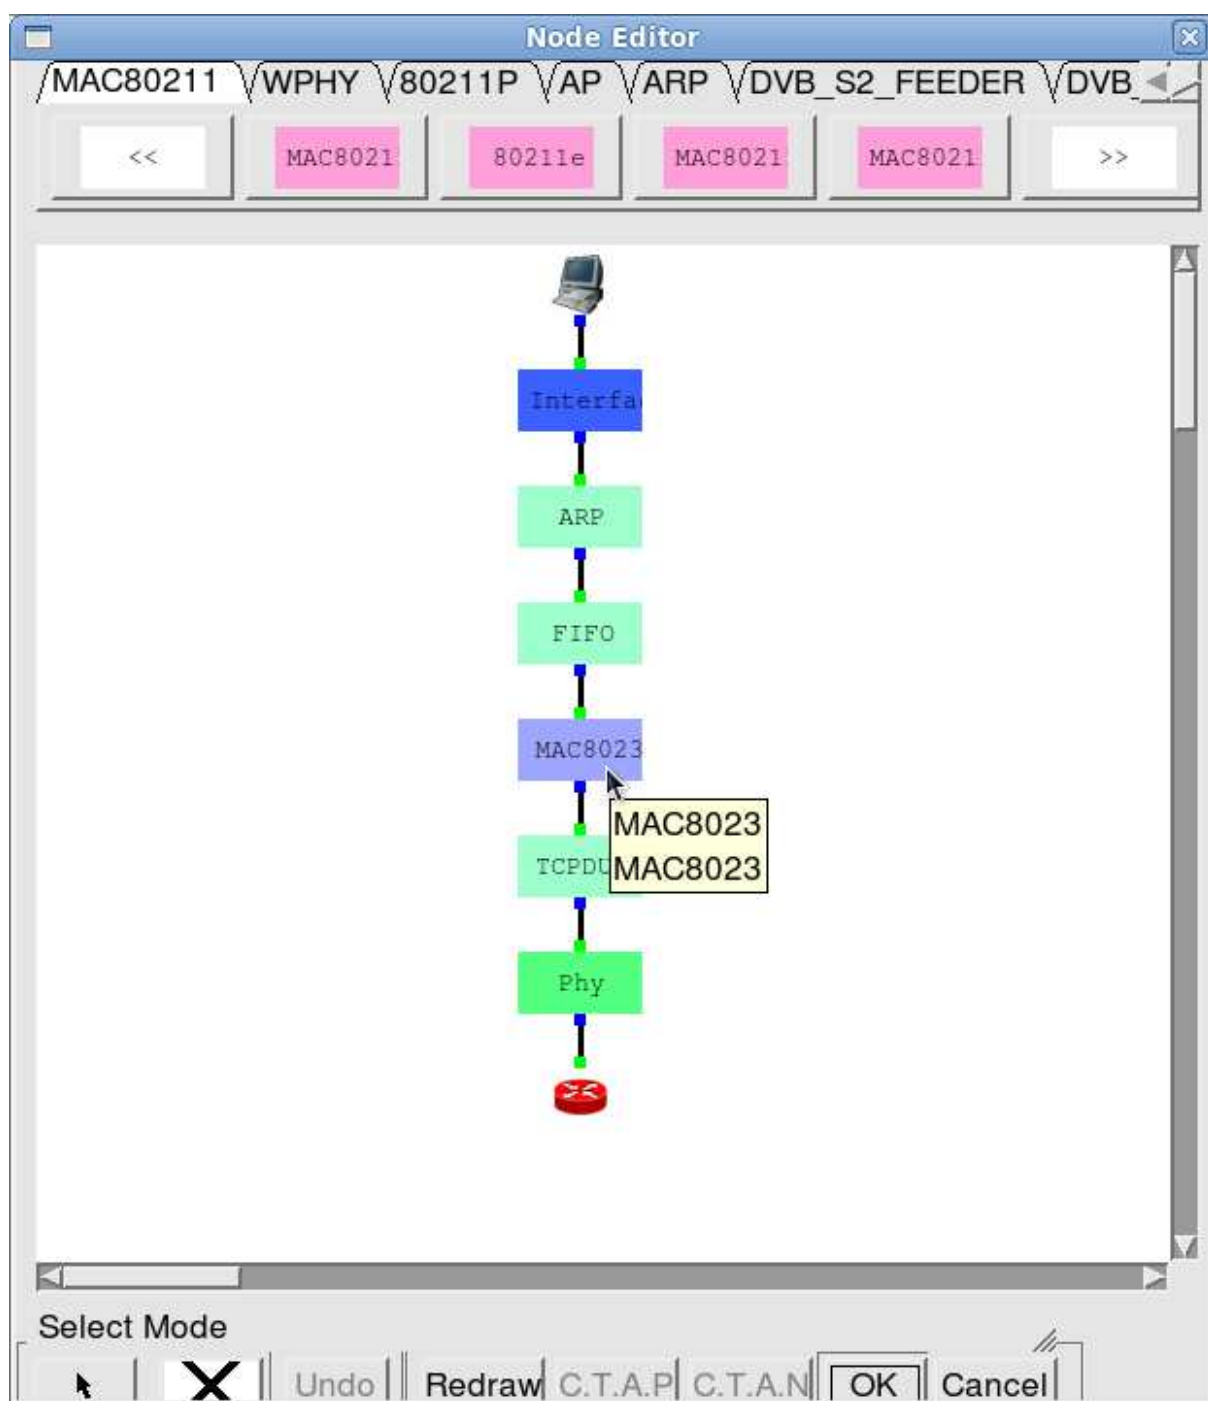 Node Editor
MAC80211 WPHY 80211P AP ARP DVB_S2_FEEDER DVB_
<< MAC8021 80211e MAC8021 MAC8021 >>
Interfa
ARP
FIFO
MAC8023
MAC8023
TCPDU MAC8023
Phy
Select Mode
Undo Redraw C.T.A.P C.T.A.N OK Cancel